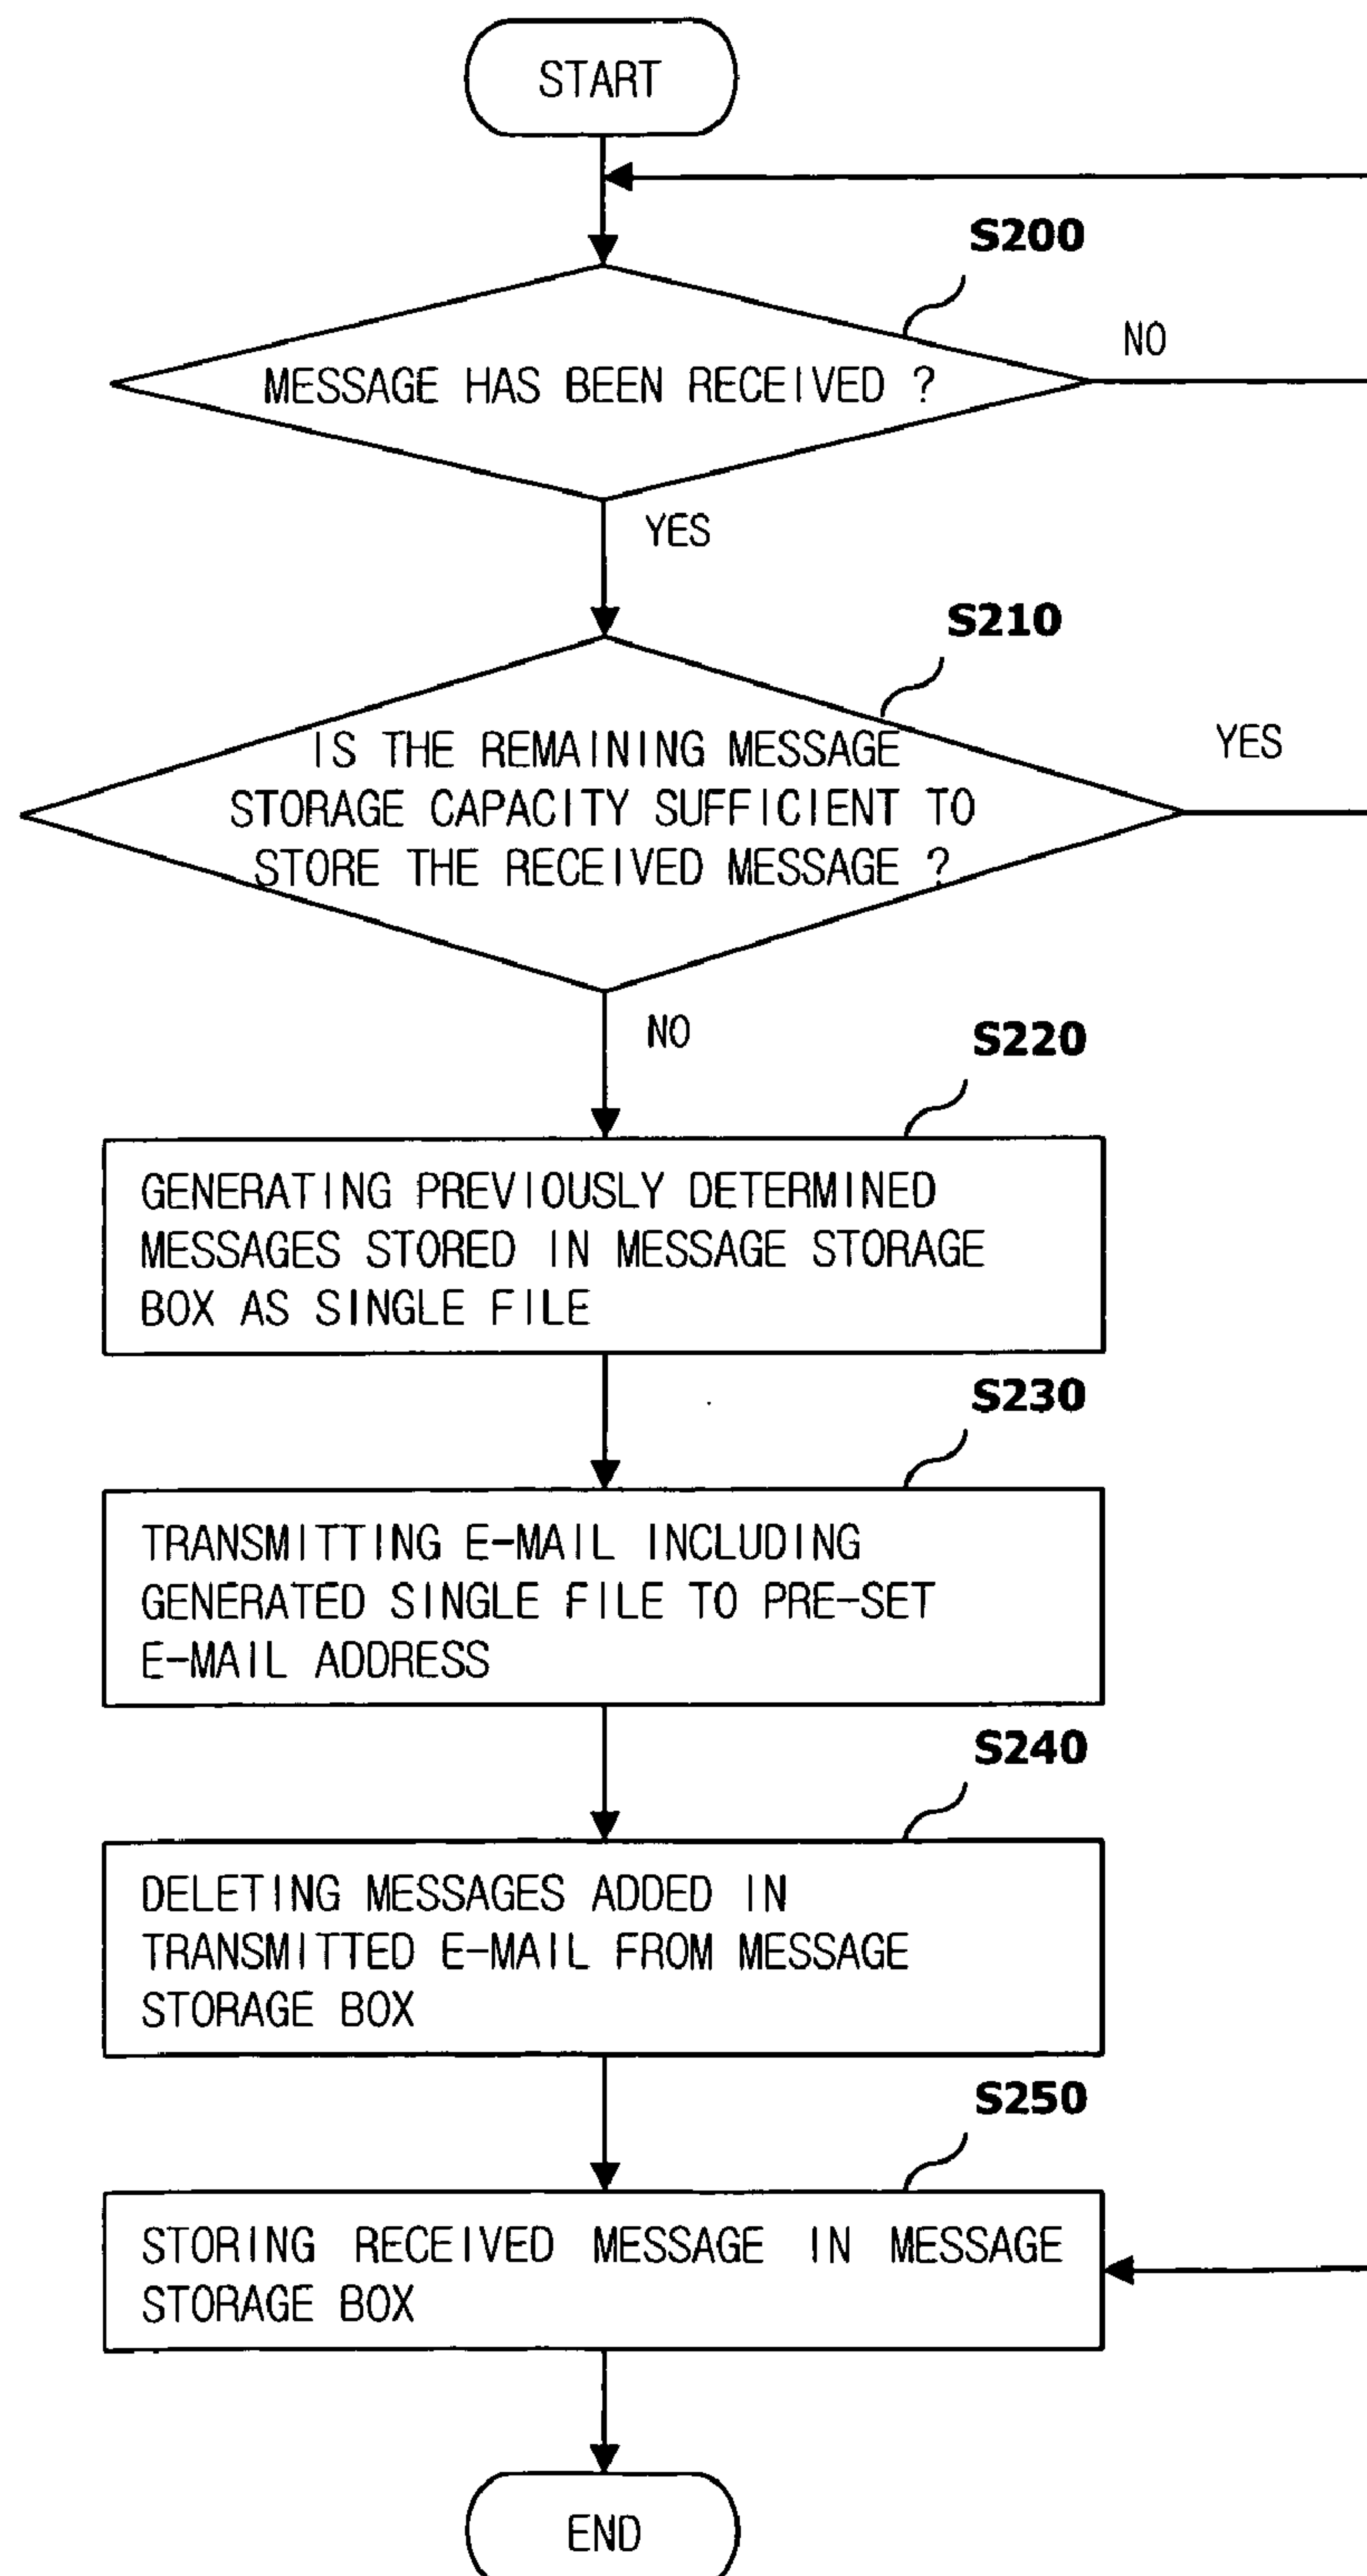 START
S200
MESSAGE HAS BEEN RECEIVED ?
NO
YES
S210
IS THE REMAINING MESSAGE
STORAGE CAPACITY SUFFICIENT TO
STORE THE RECEIVED MESSAGE ?
YES
NO
S220
GENERATING PREVIOUSLY DETERMINED
MESSAGES STORED IN MESSAGE STORAGE
BOX AS SINGLE FILE
S230
TRANSMITTING E-MAIL INCLUDING
GENERATED SINGLE FILE TO PRE-SET
E-MAIL ADDRESS
S240
DELETING MESSAGES ADDED IN
TRANSMITTED E-MAIL FROM MESSAGE
STORAGE BOX
S250
STORING RECEIVED MESSAGE IN MESSAGE
STORAGE BOX
END